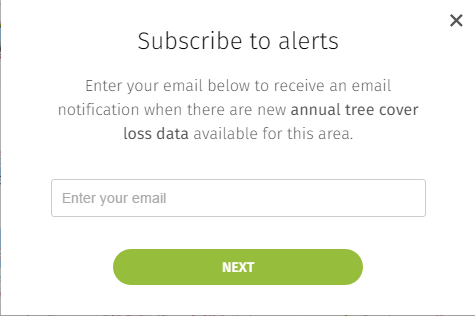 Subscribe to alerts
Enter your email below to receive an email
notification when there are new annual tree cover
loss data available for this area.
Enter your email
NEXT